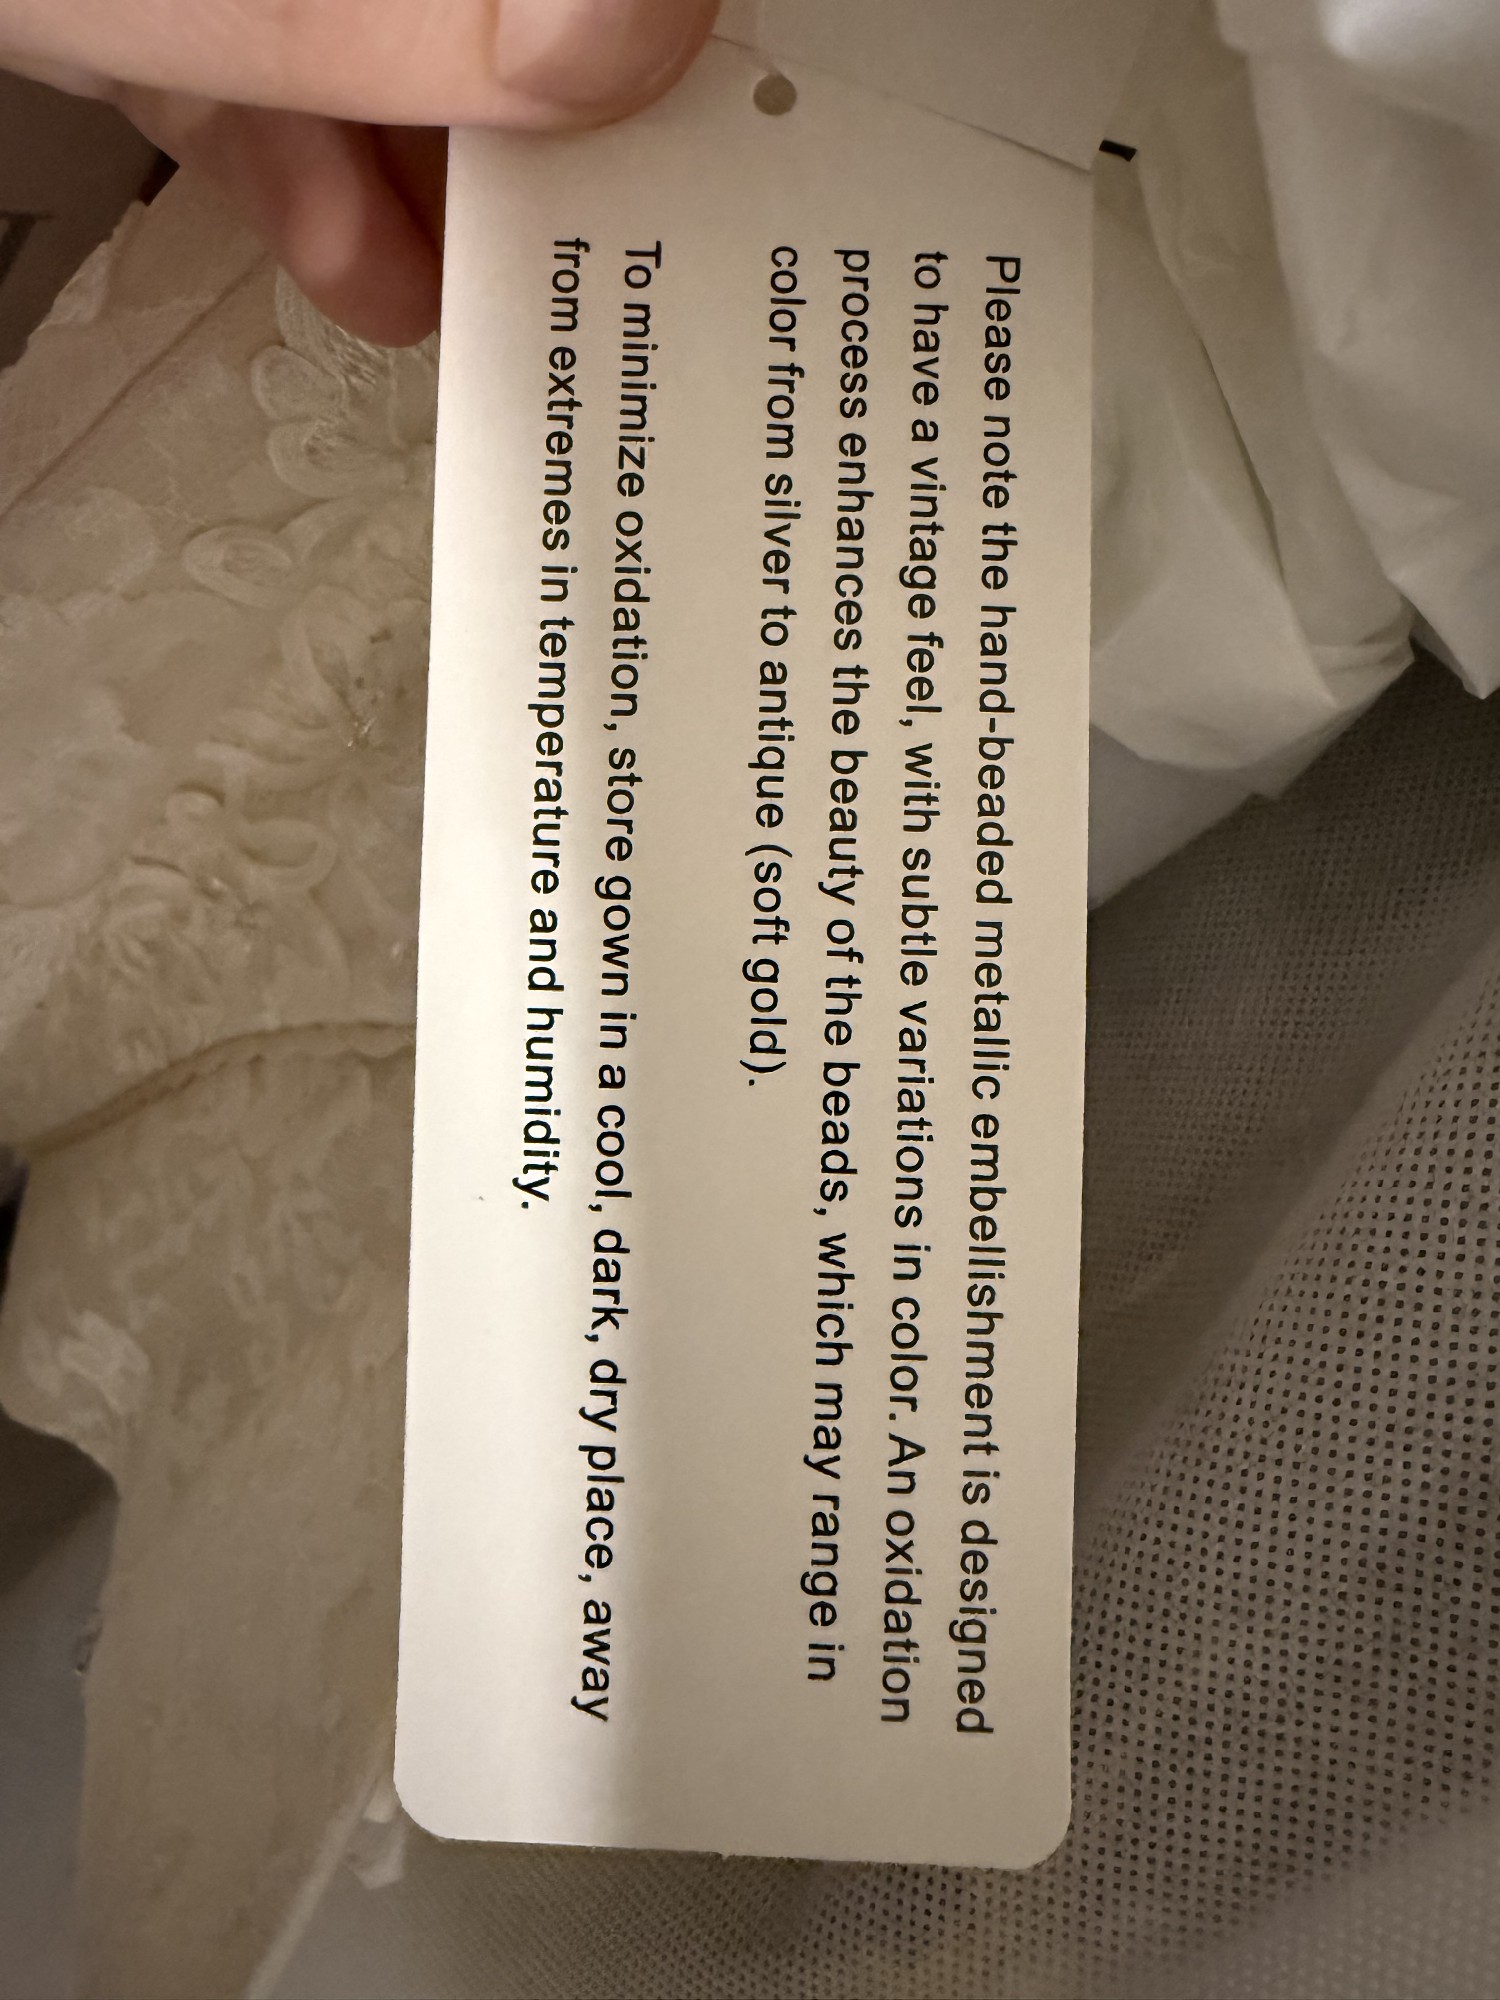 Please note the hand-beaded metallic embellishment is designed
to have a vintage feel, with subtle variations in color. An oxidation
process enhances the beauty of the beads, which may range in
color from silver to antique (soft gold).
To minimize oxidation, store gown in a cool, dark, dry place, away
from extremes in temperature and humidity.